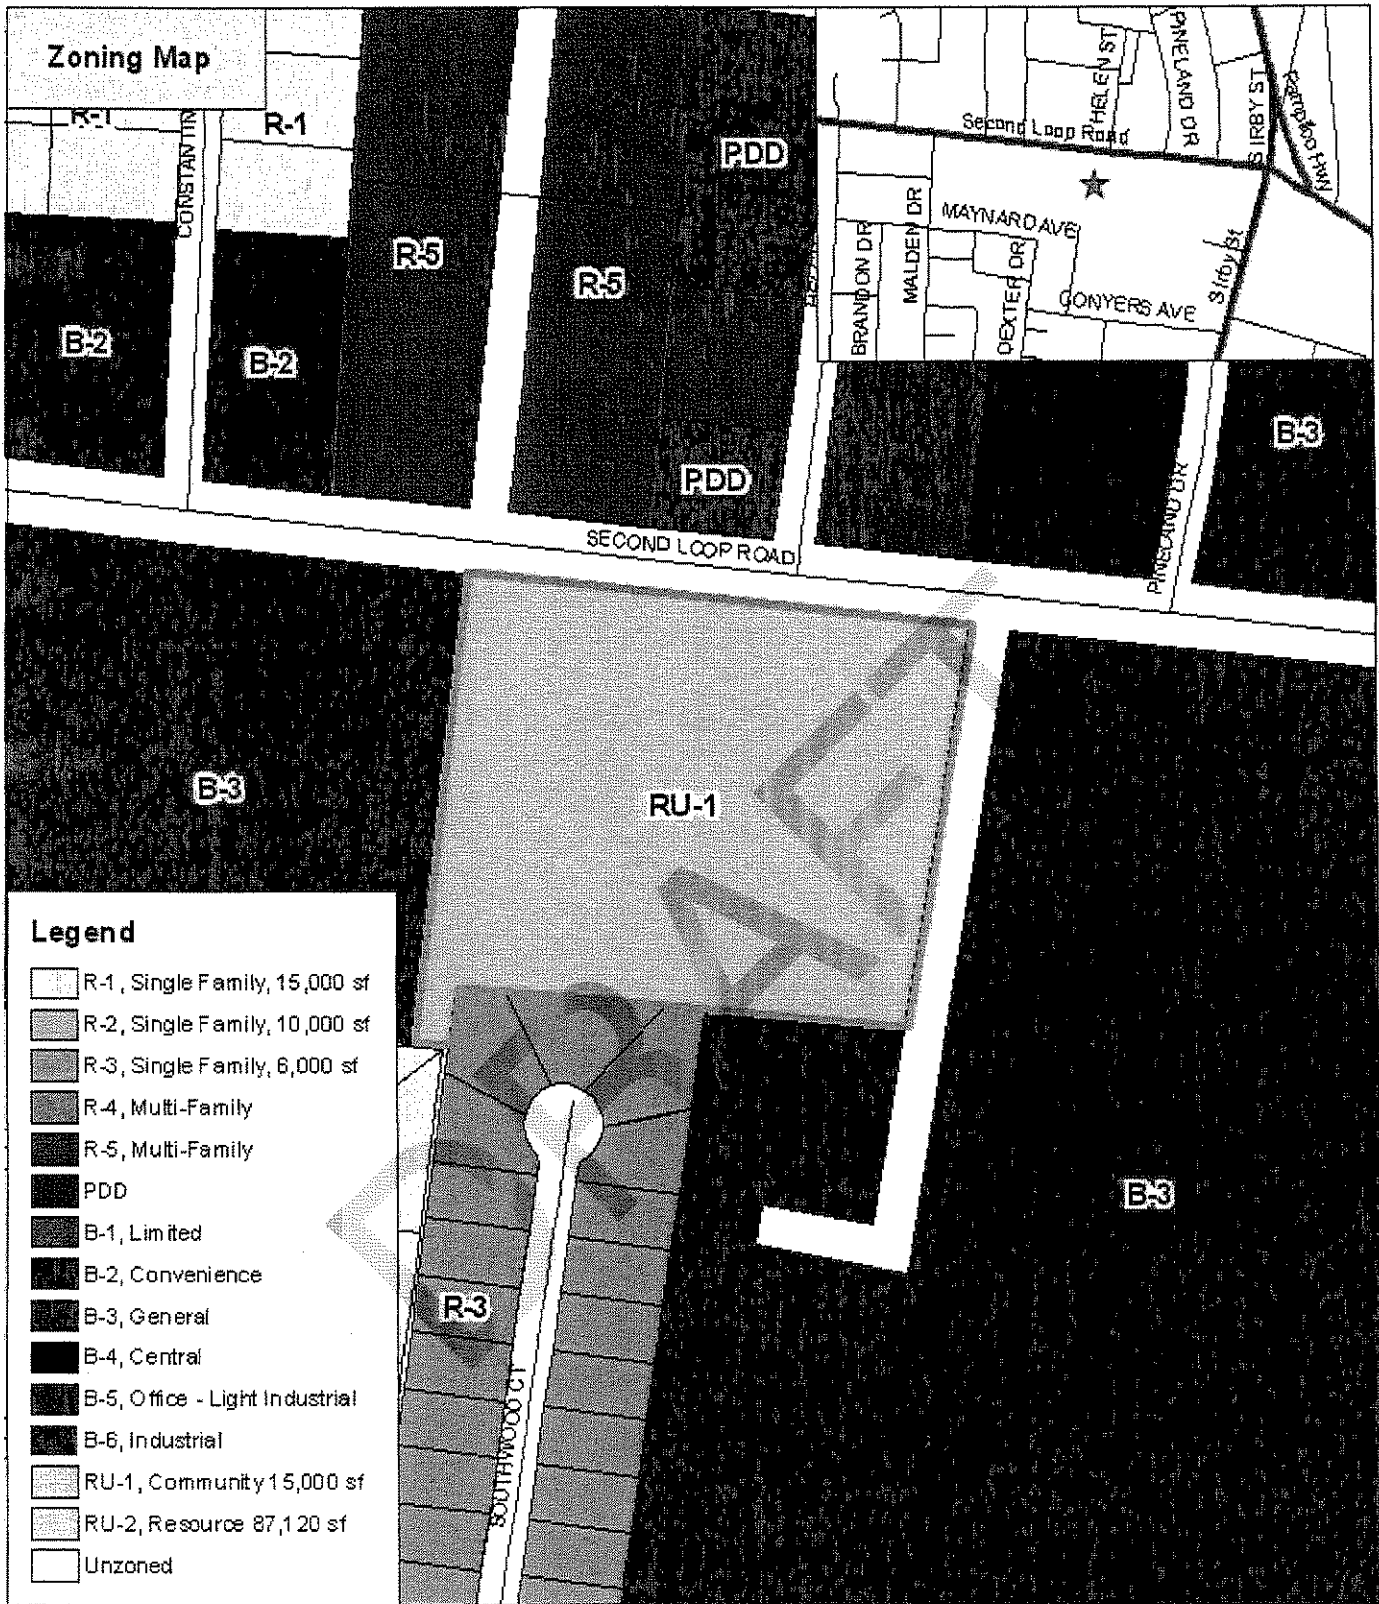 Zoning Map
R-1
R-1
CONSTANTIN
PDD
R-5
R-5
B-2
B-2
PDD
B-3
PINELAND DR
SECOND LOOP ROAD
HELEN ST
PINELAND DR
S IRBY ST
Second Loop Road
MAYNARD AVE
BRANDON DR
MALDEN DR
DEXTER DR
CONYERS AVE
S Irby St
B-3
RU-1
B-3
R-3
SOUTHWOOD CT
Legend
R-1, Single Family, 15,000 sf
R-2, Single Family, 10,000 sf
R-3, Single Family, 6,000 sf
R-4, Multi-Family
R-5, Multi-Family
PDD
B-1, Limited
B-2, Convenience
B-3, General
B-4, Central
B-5, Office - Light Industrial
B-6, Industrial
RU-1, Community 15,000 sf
RU-2, Resource 87,120 sf
Unzoned